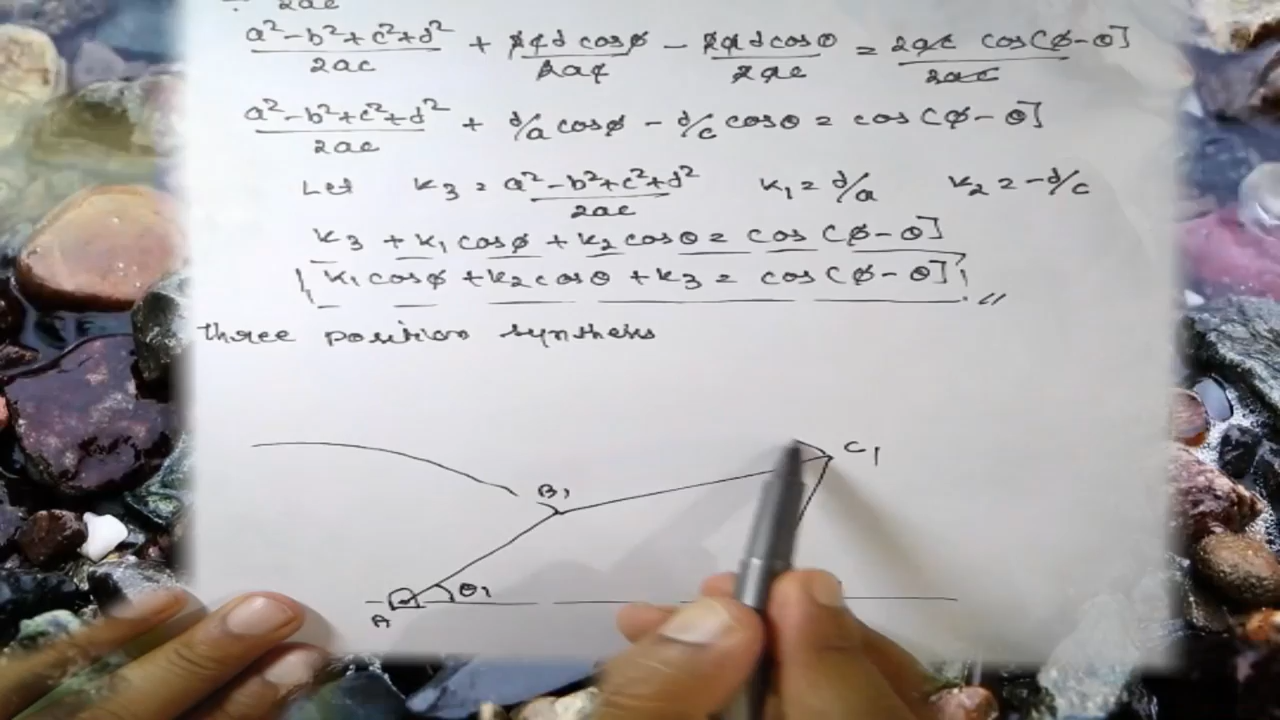 2ac
a²-b²+c²+d²/2ac + 2cd cosϕ/2ac - 2ad cosθ/2ac = 2ac cos[ϕ-θ]/2ac
a²-b²+c²+d²/2ac + d/a cosϕ - d/c cosθ = cos[ϕ-θ]
Let K3 = a²-b²+c²+d²/2ac K1 = d/a K2 = -d/c
K3 + K1 cosϕ + K2 cosθ = cos[ϕ-θ]
K1 cosϕ + K2 cosθ + K3 = cos[ϕ-θ]
three position synthesis
C1
B1
θ1
A